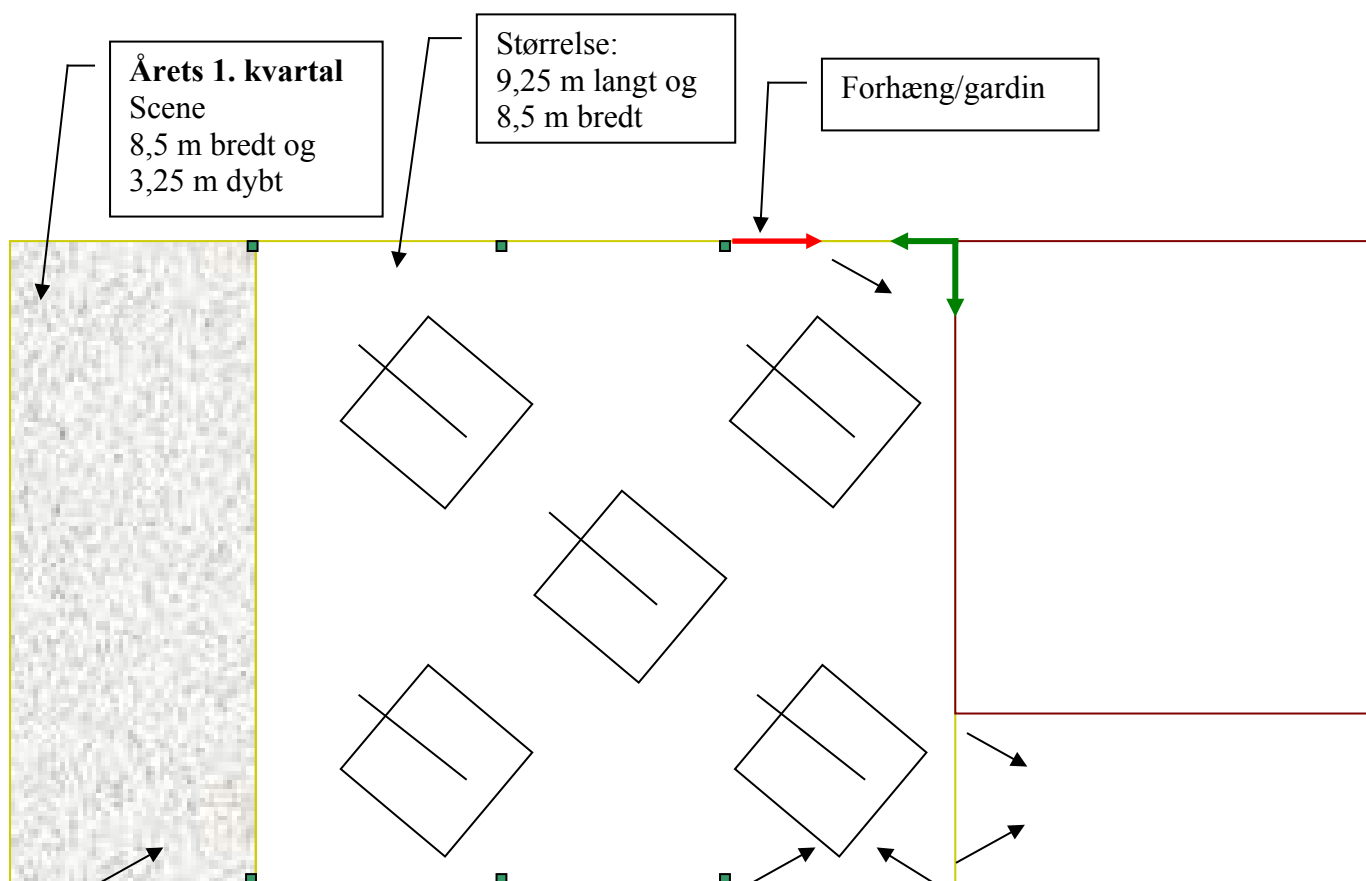 Årets 1. kvartal
Scene
8,5 m bredt og
3,25 m dybt
Størrelse:
9,25 m langt og
8,5 m bredt
Forhæng/gardin